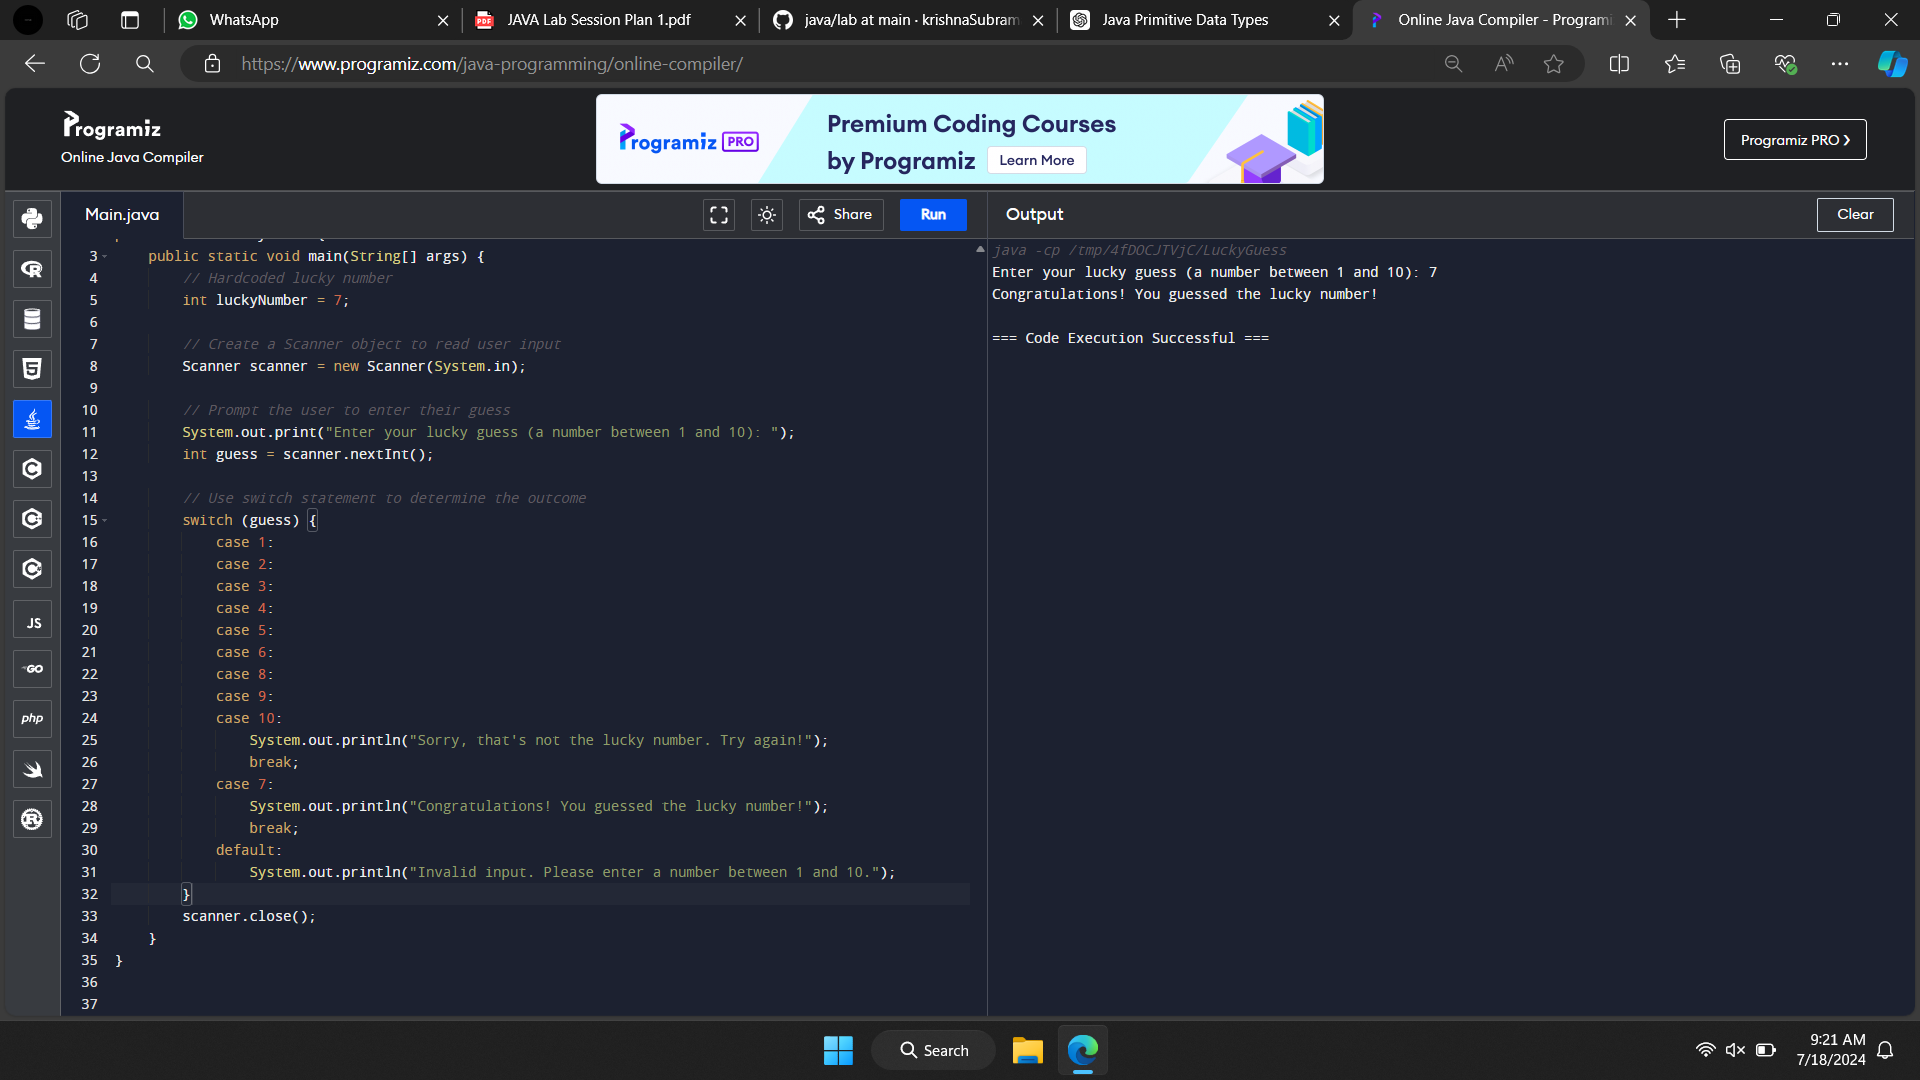 WhatsApp
JAVA Lab Session Plan 1.pdf
java/lab at main · krishnaSubram
Java Primitive Data Types
Online Java Compiler - Programi
https://www.programiz.com/java-programming/online-compiler/
Programiz
Online Java Compiler
Programiz PRO
Premium Coding Courses
by Programiz
Learn More
Programiz PRO ›
Main.java
Share
Run
Output
Clear
3 public static void main(String[] args) {
4 // Hardcoded lucky number
5 int luckyNumber = 7;
6
7 // Create a Scanner object to read user input
8 Scanner scanner = new Scanner(System.in);
9
10 // Prompt the user to enter their guess
11 System.out.print("Enter your lucky guess (a number between 1 and 10): ");
12 int guess = scanner.nextInt();
13
14 // Use switch statement to determine the outcome
15 switch (guess) {
16 case 1:
17 case 2:
18 case 3:
19 case 4:
20 case 5:
21 case 6:
22 case 8:
23 case 9:
24 case 10:
25 System.out.println("Sorry, that's not the lucky number. Try again!");
26 break;
27 case 7:
28 System.out.println("Congratulations! You guessed the lucky number!");
29 break;
30 default:
31 System.out.println("Invalid input. Please enter a number between 1 and 10.");
32 }
33 scanner.close();
34 }
35 }
36
37
java -cp /tmp/4fDOCJTVjC/LuckyGuess
Enter your lucky guess (a number between 1 and 10): 7
Congratulations! You guessed the lucky number!
=== Code Execution Successful ===
JS
GO
php
Search
9:21 AM
7/18/2024